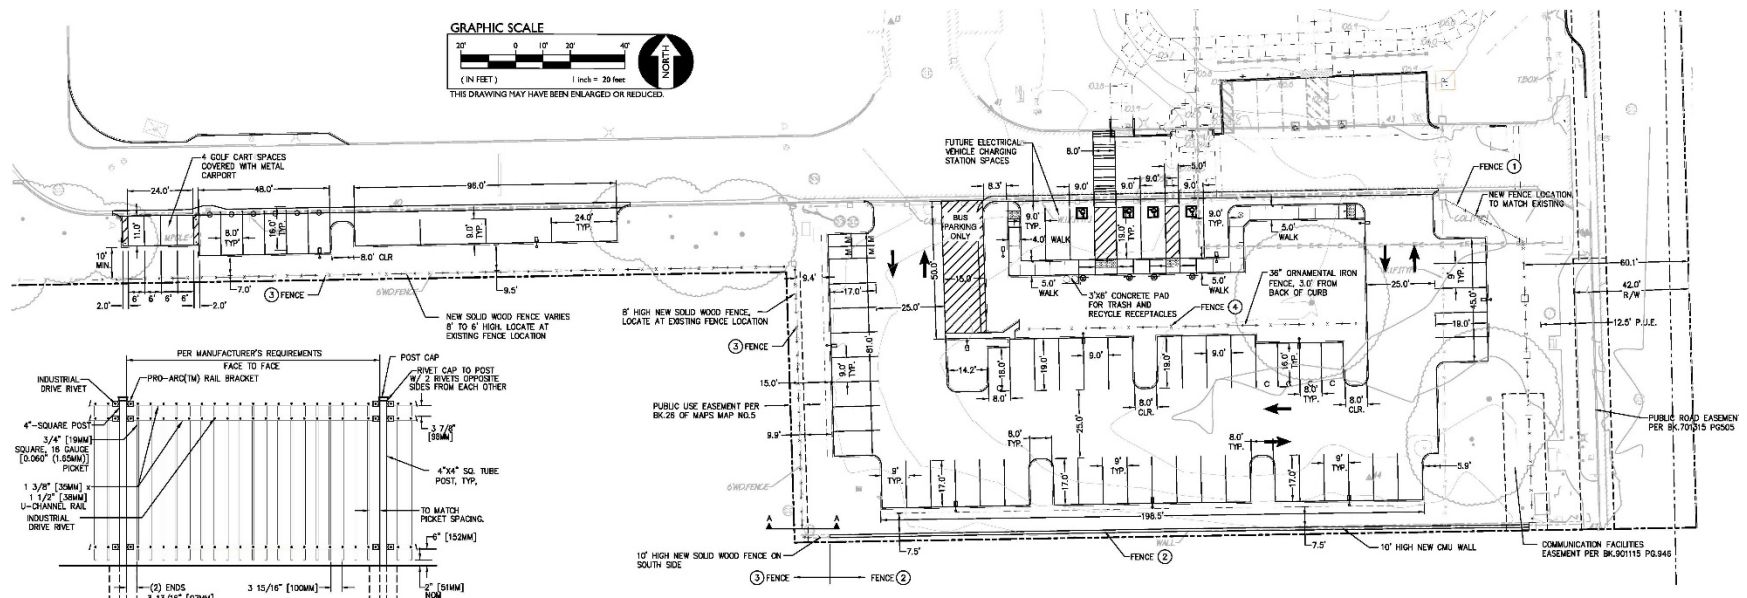 GRAPHIC SCALE
20' 0 10' 20' 40'
( IN FEET ) 1 inch = 20 feet
THIS DRAWING MAY HAVE BEEN ENLARGED OR REDUCED.
NORTH
4 GOLF CART SPACES
COVERED WITH METAL
CARPORT
24.0'
48.0'
96.0'
24.0'
TYP.
11.0'
8.0'
TYP.
16.0'
TYP.
9.0'
TYP.
10'
MIN.
8.0' CLR
7.0'
9.5'
2.0' 6' 6' 6' 6' 2.0'
3 FENCE
6'WD.FENCE
NEW SOLID WOOD FENCE VARIES
8' TO 6' HIGH. LOCATE AT
EXISTING FENCE LOCATION
FUTURE ELECTRICAL
VEHICLE CHARGING
STATION SPACES
6.0'
5.0'
8.3'
9.0' 9.0' 9.0' 9.0'
9.0'
TYP.
19.0'
TYP.
9.0'
TYP.
BUS
PARKING
ONLY
50.0'
15.0'
4.0' WALK
5.0'
WALK
5.0'
WALK
5.0'
WALK
3'X6' CONCRETE PAD
FOR TRASH AND
RECYCLE RECEPTACLES
36" ORNAMENTAL IRON
FENCE, 3.0' FROM
BACK OF CURB
FENCE 4
FENCE 1
NEW FENCE LOCATION
TO MATCH EXISTING
T.BOX
9'
TYP.
25.0'
45.0'
19.0'
60.1'
42.0'
R/W
12.5' P.U.E.
M M
M M
9.4'
17.0'
25.0'
8' HIGH NEW SOLID WOOD FENCE,
LOCATE AT EXISTING FENCE LOCATION
3 FENCE
81.0'
9.0'
TYP.
15.0'
PUBLIC USE EASEMENT PER
BK.26 OF MAPS MAP NO.5
9.9'
14.2'
18.0'
8.0'
19.0'
9.0'
19.0'
8.0'
CLR.
9.0'
16.0'
TYP.
C C C C
8.0'
TYP.
8.0'
CLR.
25.0'
8.0'
TYP.
8.0'
TYP.
9'
TYP.
17.0'
17.0'
9'
TYP.
17.0'
9'
TYP.
5.9'
198.5'
7.5'
7.5'
6'WD.FENCE
A A
WALL
10' HIGH NEW SOLID WOOD FENCE ON
SOUTH SIDE
3 FENCE FENCE 2
FENCE 2
10' HIGH NEW CMU WALL
PUBLIC ROAD EASEMENT
PER BK.701315 PG505
COMMUNICATION FACILITIES
EASEMENT PER BK.901115 PG.946
PER MANUFACTURER'S REQUIREMENTS
FACE TO FACE
POST CAP
RIVET CAP TO POST
W/ 2 RIVETS OPPOSITE
SIDES FROM EACH OTHER
INDUSTRIAL
DRIVE RIVET
PRO-ARC(TM) RAIL BRACKET
4"-SQUARE POST
3/4" [19MM]
SQUARE, 16 GAUGE
[0.060" (1.65MM)]
PICKET
1 3/8" [35MM] x
1 1/2" [38MM]
U-CHANNEL RAIL
INDUSTRIAL
DRIVE RIVET
3 7/8"
[98MM]
4"X4" SQ. TUBE
POST, TYP,
TO MATCH
PICKET SPACING.
6" [152MM]
2" [51MM]
NOM
(2) ENDS
3 15/16" [100MM]